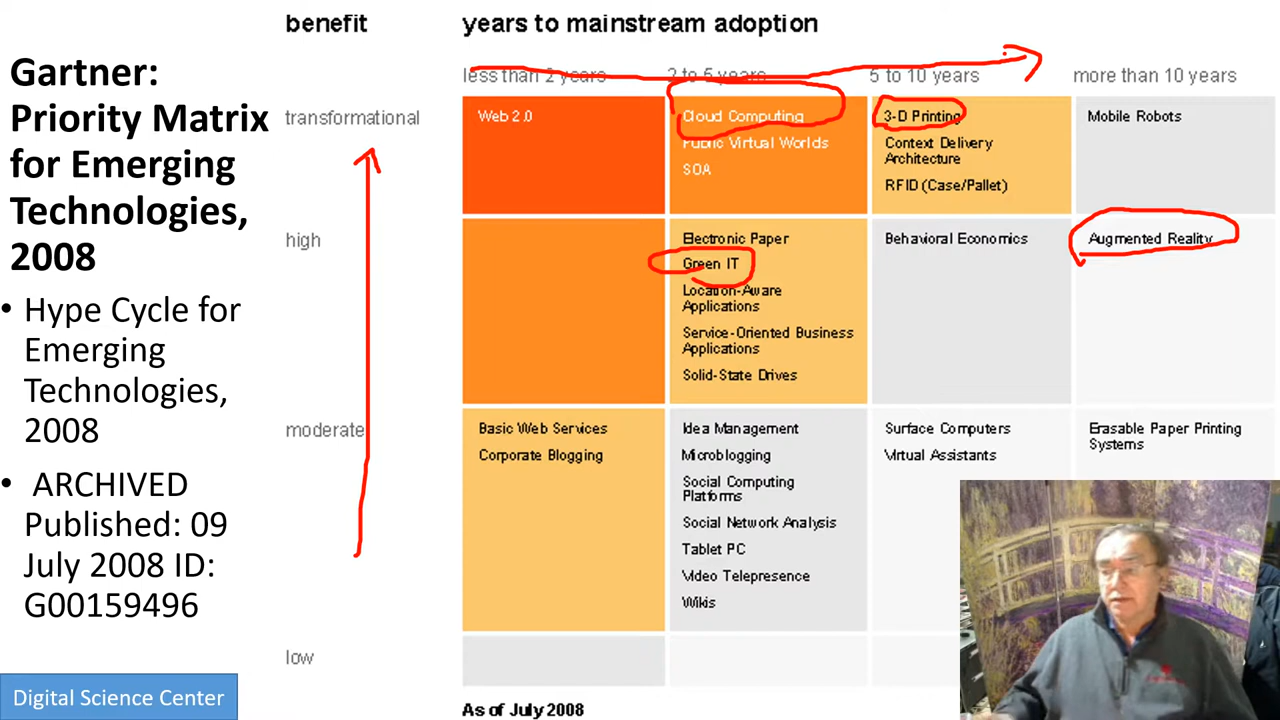 benefit
years to mainstream adoption
less than 2 years
2 to 5 years
5 to 10 years
more than 10 years
Gartner:
Priority Matrix
for Emerging
Technologies,
2008
• Hype Cycle for
Emerging
Technologies,
2008
• ARCHIVED
Published: 09
July 2008 ID:
G00159496
Digital Science Center
transformational
Web 2.0
Cloud Computing
Public Virtual Worlds
SOA
3-D Printing
Context Delivery
Architecture
RFID (Case/Pallet)
Mobile Robots
high
Electronic Paper
Green IT
Location-Aware
Applications
Service-Oriented Business
Applications
Solid-State Drives
Behavioral Economics
Augmented Reality
moderate
Basic Web Services
Corporate Blogging
Idea Management
Microblogging
Social Computing
Platforms
Social Network Analysis
Tablet PC
Video Telepresence
Wikis
Surface Computers
Virtual Assistants
Erasable Paper Printing
Systems
low
As of July 2008